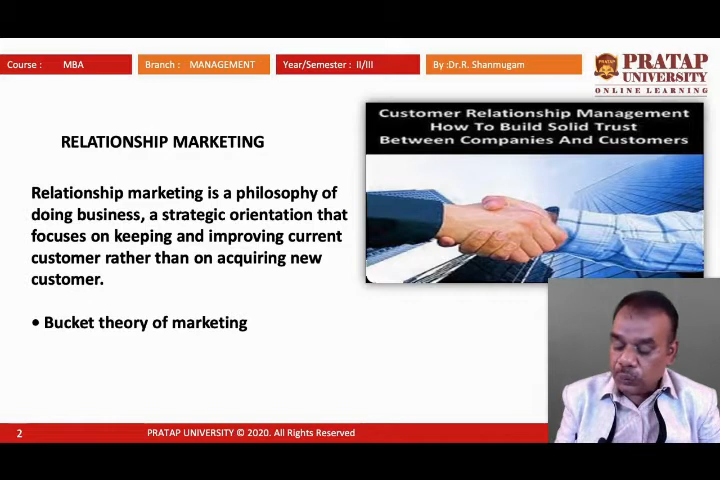 Course : MBA
Branch : MANAGEMENT
Year/Semester : II/III
By :Dr.R. Shanmugam
PRATAP
PRATAP
UNIVERSITY
ONLINE LEARNING
RELATIONSHIP MARKETING
Customer Relationship Management
How To Build Solid Trust
Between Companies And Customers
Relationship marketing is a philosophy of
doing business, a strategic orientation that
focuses on keeping and improving current
customer rather than on acquiring new
customer.
• Bucket theory of marketing
2
PRATAP UNIVERSITY © 2020. All Rights Reserved